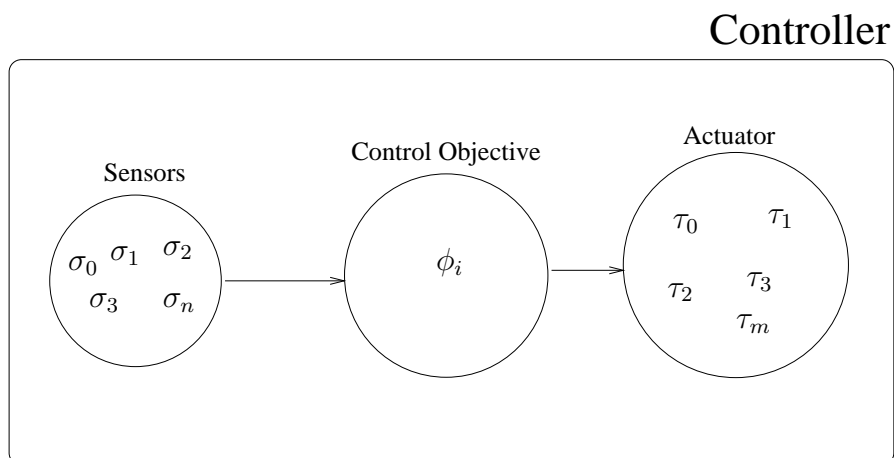 Controller
Sensors
Control Objective
Actuator
σ₀ σ₁ σ₂
σ₃ σₙ
ϕᵢ
τ₀ τ₁
τ₂ τ₃
τₘ